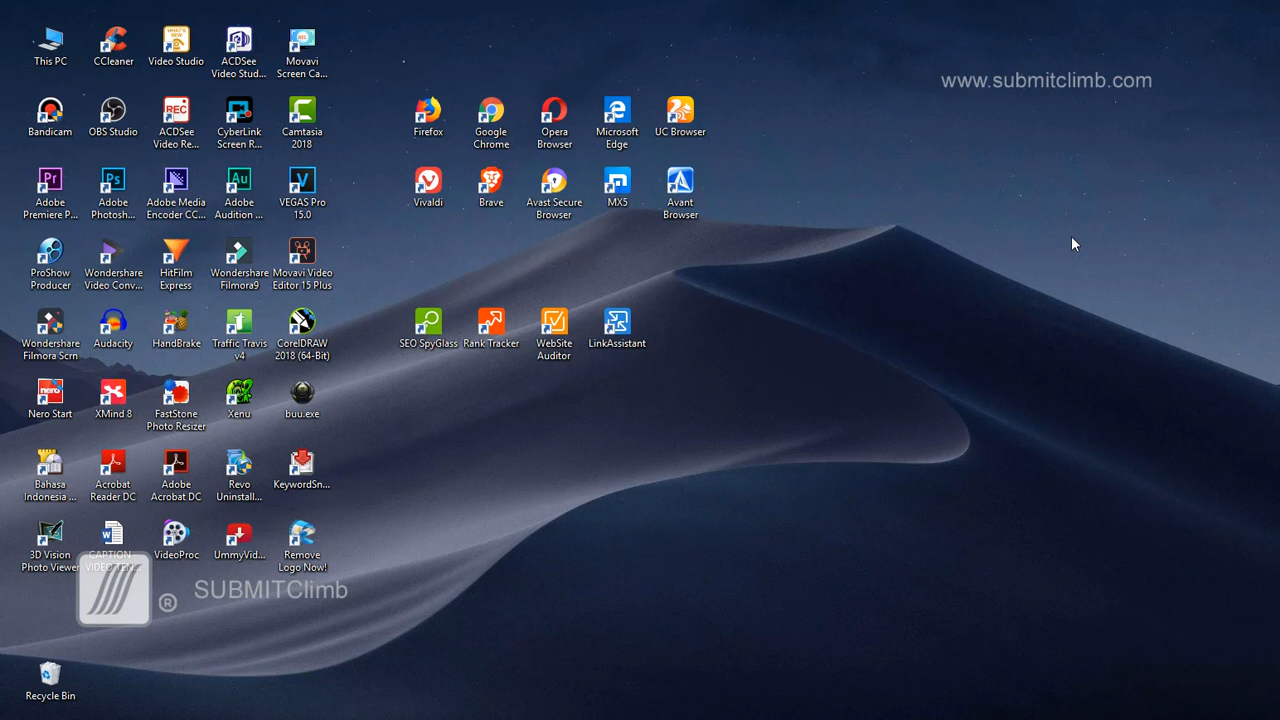 This PC
CCleaner
Video Studio
ACDSee
Video Stud...
Movavi
Screen Ca...
www.submitclimb.com
Bandicam
OBS Studio
ACDSee
Video Re...
CyberLink
Screen R...
Camtasia
2018
Firefox
Google
Chrome
Opera
Browser
Microsoft
Edge
UC Browser
Adobe
Premiere P...
Adobe
Photosh...
Adobe Media
Encoder CC...
Adobe
Audition ...
VEGAS Pro
15.0
Vivaldi
Brave
Avast Secure
Browser
MX5
Avant
Browser
ProShow
Producer
Wondershare
Video Conv...
HitFilm
Express
Wondershare
Filmora9
Movavi Video
Editor 15 Plus
Wondershare
Filmora Scrn
Audacity
HandBrake
Traffic Travis
v4
CorelDRAW
2018 (64-Bit)
SEO SpyGlass
Rank Tracker
WebSite
Auditor
LinkAssistant
Nero Start
XMind 8
FastStone
Photo Resizer
Xenu
buu.exe
Bahasa
Indonesia ...
Acrobat
Reader DC
Adobe
Acrobat DC
Revo
Uninstall...
KeywordSn...
3D Vision
Photo Viewer
CAPTION -
VIDEO TEN...
VideoProc
UmmyVid...
Remove
Logo Now!
® SUBMITClimb
Recycle Bin